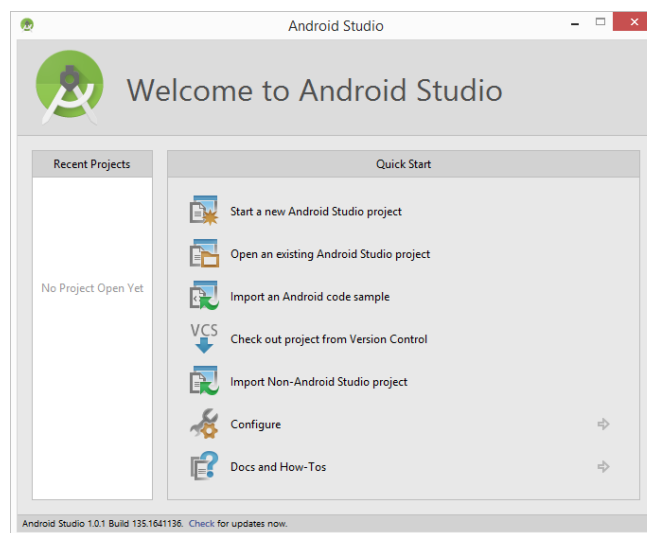 Android Studio
Welcome to Android Studio
Recent Projects
No Project Open Yet
Quick Start
Start a new Android Studio project
Open an existing Android Studio project
Import an Android code sample
VCS
Check out project from Version Control
Import Non-Android Studio project
Configure
Docs and How-Tos
Android Studio 1.0.1 Build 135.1641136. Check for updates now.